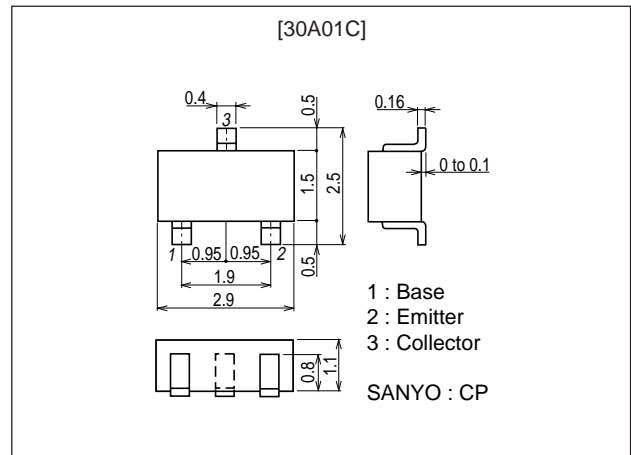 [30A01C]
0.4
3
0.5
0.16
1.5
2.5
0 to 0.1
1
0.95
0.95
2
0.5
1.9
2.9
1 : Base
2 : Emitter
3 : Collector
0.8
1.1
SANYO : CP